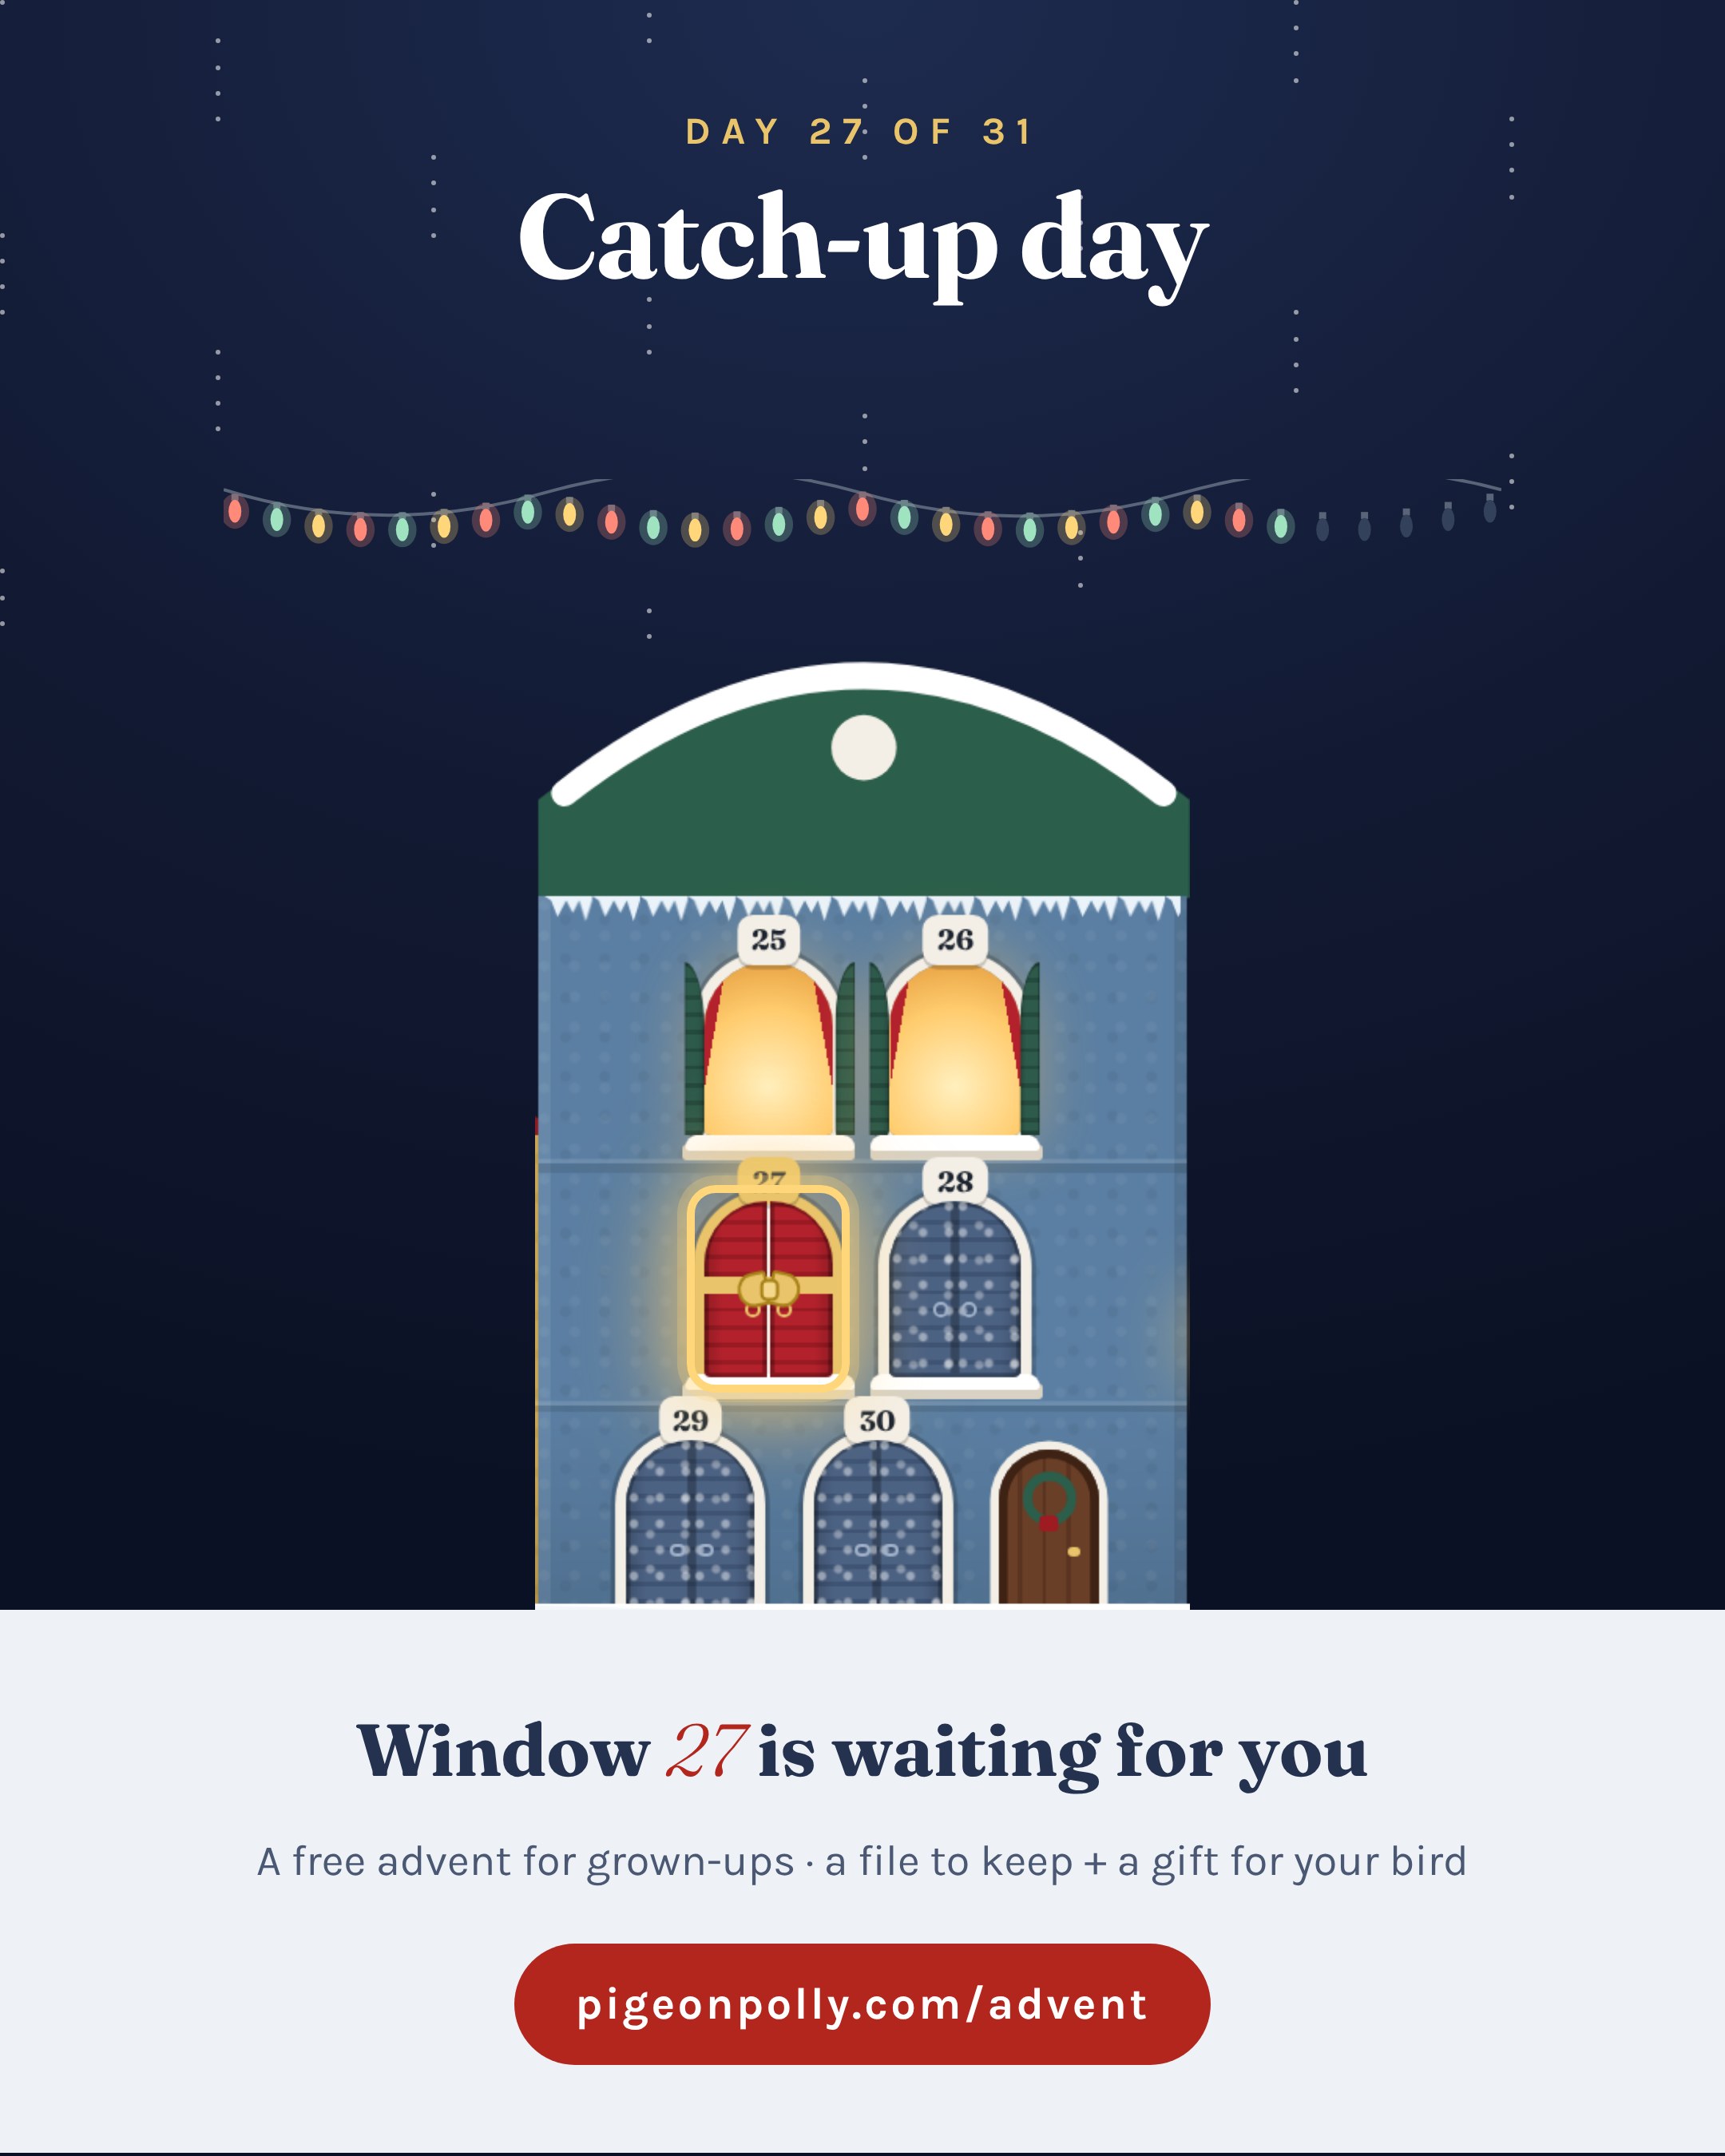 DAY 27 OF 31
Catch-up day
25
26
27
28
29
30
Window 27 is waiting for you
A free advent for grown-ups · a file to keep + a gift for your bird
pigeonpolly.com/advent